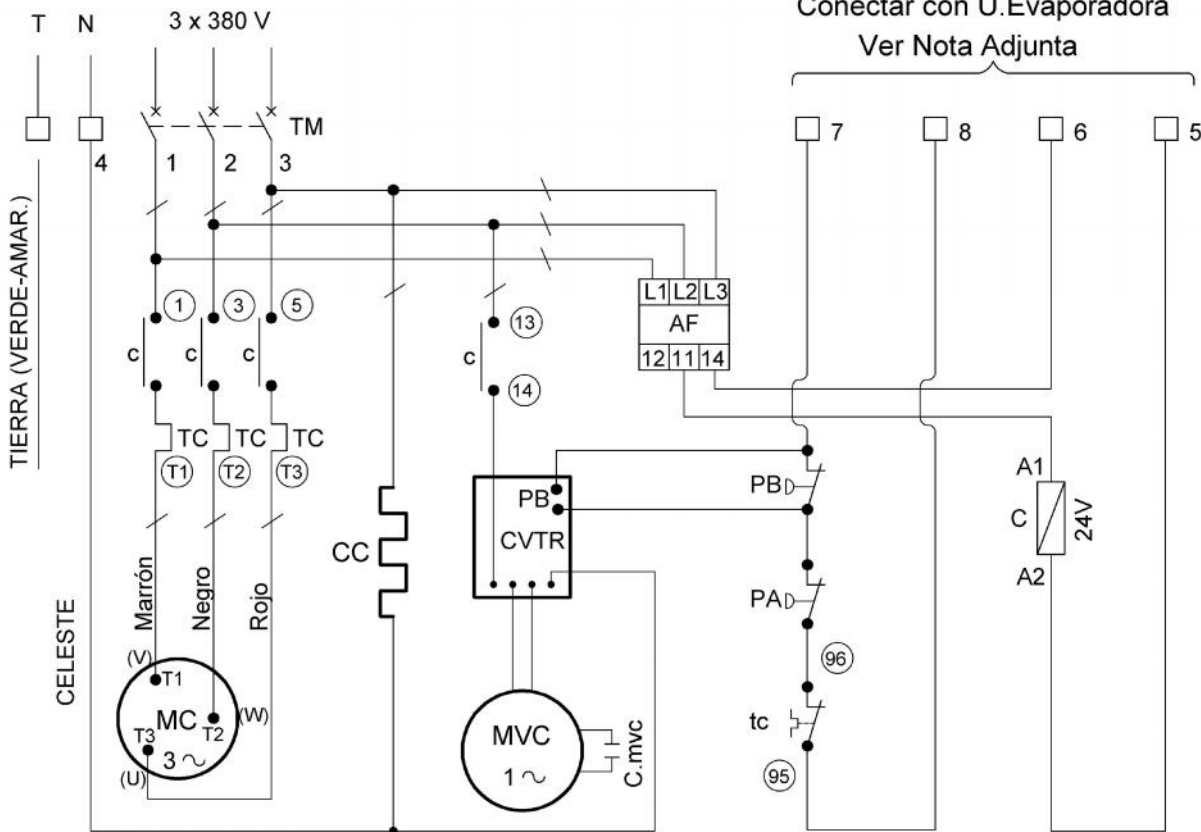 Conectar con U.Evaporadora
Ver Nota Adjunta
T N 3 x 380 V
TM
4 1 2 3
7 8 6 5
TIERRA (VERDE-AMAR.)
1 3 5
c c c
TC TC TC
T1 T2 T3
13
c
14
L1 L2 L3
AF
12 11 14
PB
CVTR
PB
PA
96
tc
95
A1
C
24V
A2
CC
CELESTE
Marrón
Negro
Rojo
(V)
T1
MC T2 (W)
T3
3 ~
(U)
MVC
1 ~
C.mvc